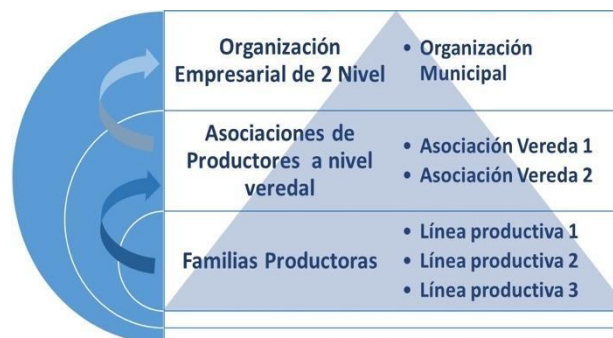 Organización
Empresarial de 2 Nivel
• Organización
Municipal
Asociaciones de
Productores a nivel
veredal
• Asociación Vereda 1
• Asociación Vereda 2
Familias Productoras
• Línea productiva 1
• Línea productiva 2
• Línea productiva 3